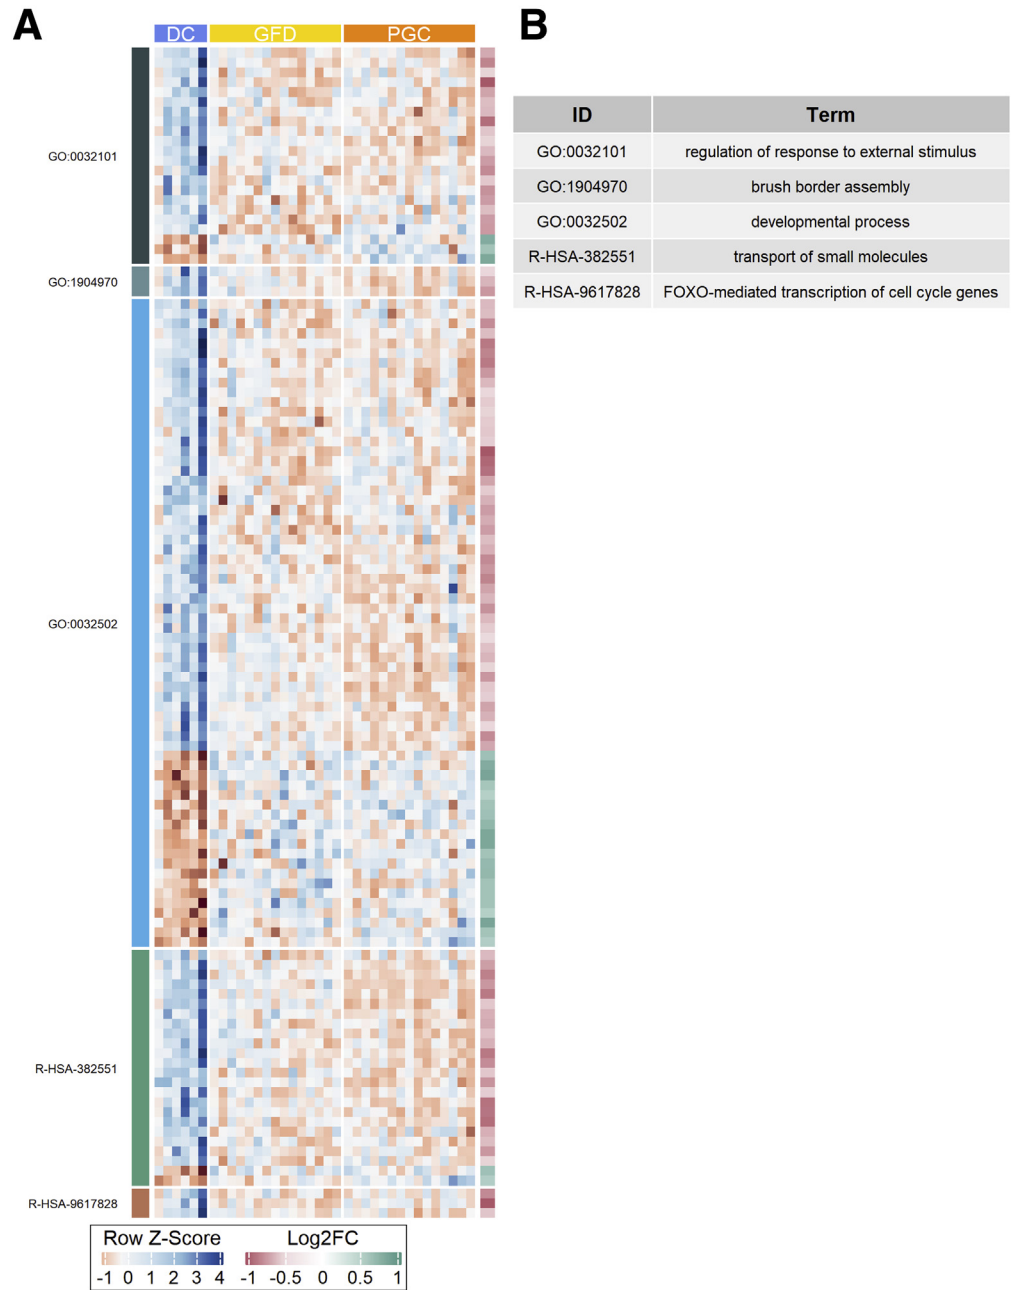 A
B
DC GFD PGC
GO:0032101
GO:1904970
GO:0032502
R-HSA-382551
R-HSA-9617828
ID Term
GO:0032101 regulation of response to external stimulus
GO:1904970 brush border assembly
GO:0032502 developmental process
R-HSA-382551 transport of small molecules
R-HSA-9617828 FOXO-mediated transcription of cell cycle genes
Row Z-Score
-1 0 1 2 3 4
Log2FC
-1 -0.5 0 0.5 1